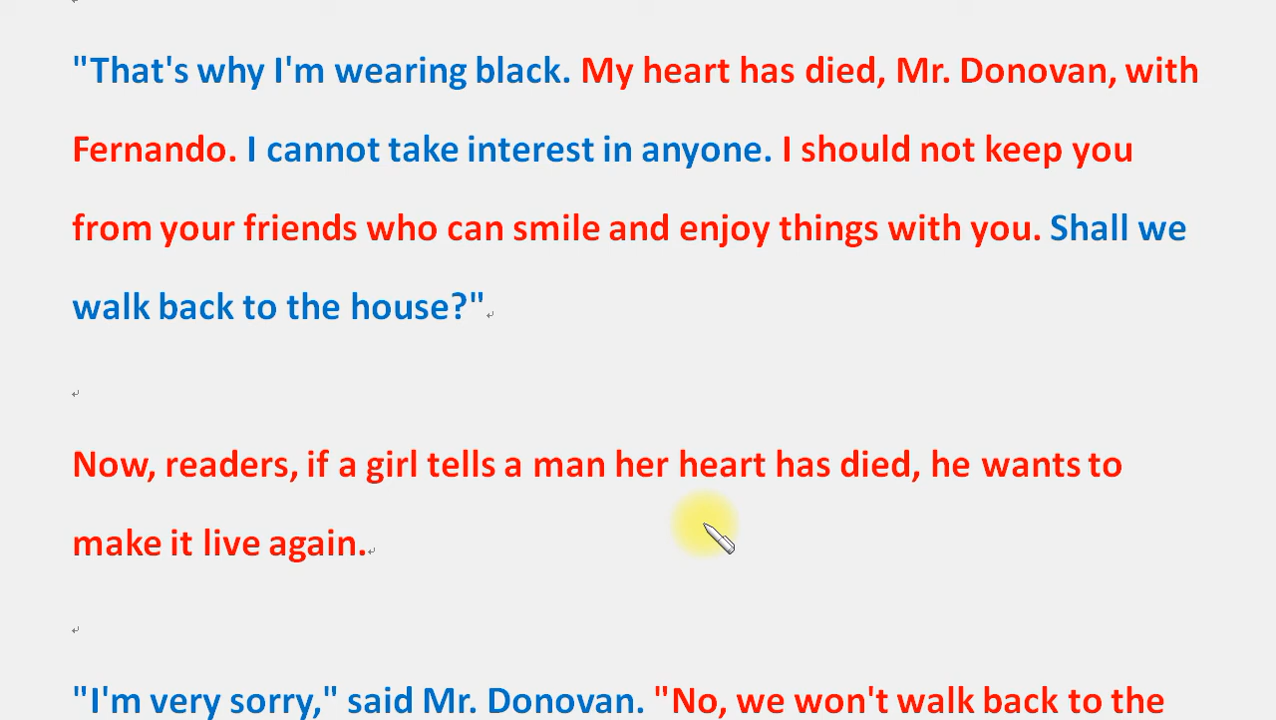 "That's why I'm wearing black. My heart has died, Mr. Donovan, with
Fernando. I cannot take interest in anyone. I should not keep you
from your friends who can smile and enjoy things with you. Shall we
walk back to the house?"
Now, readers, if a girl tells a man her heart has died, he wants to
make it live again.
"I'm very sorry," said Mr. Donovan. "No, we won't walk back to the